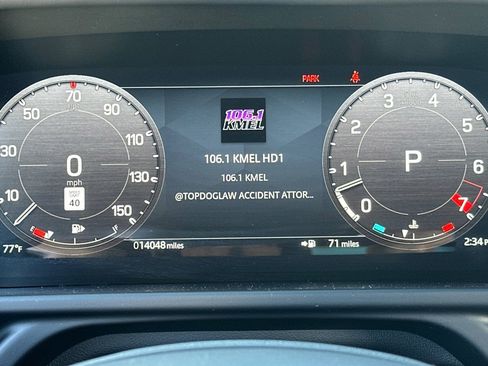 PARK
106.1
KMEL
106.1 KMEL HD1
106.1 KMEL
@TOPDOGLAW ACCIDENT ATTOR...
10
30
50
70
90
110
130
150
0
mph
40
0
1
2
3
4
5
6
7
P
77°F
014048 miles
71 miles
2:34